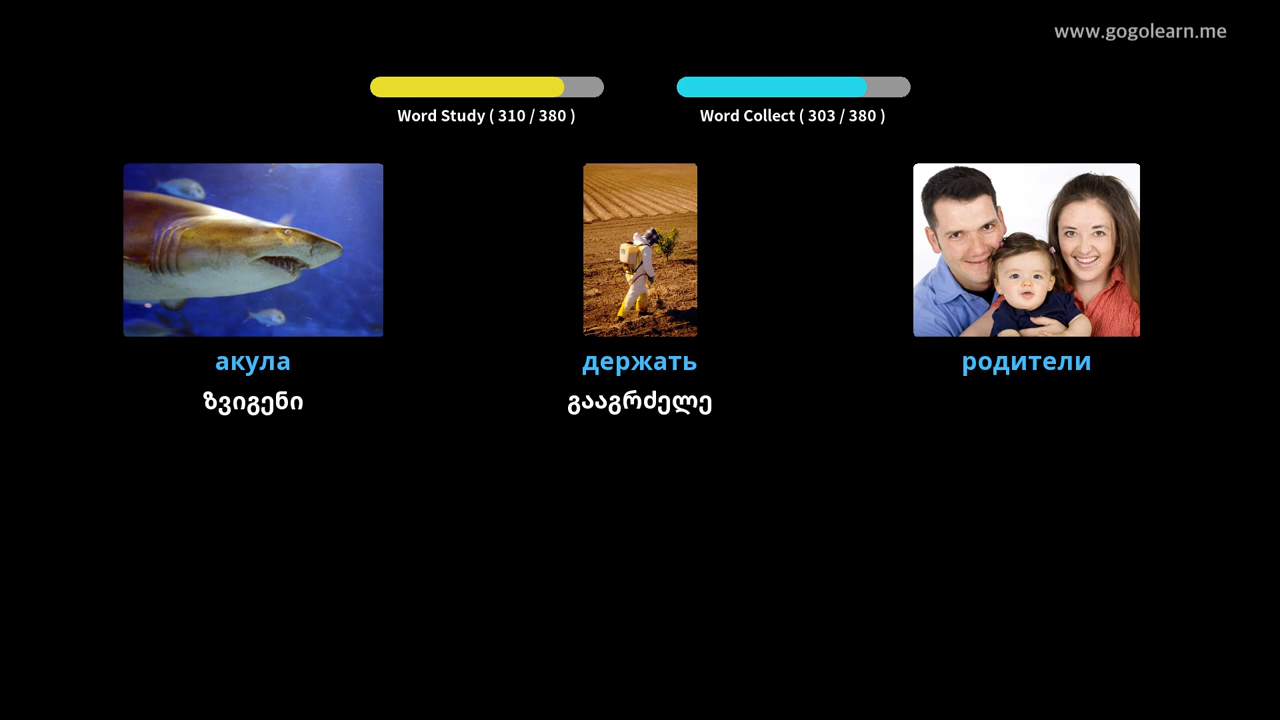 www.gogolearn.me
Word Study ( 310 / 380 )
Word Collect ( 303 / 380 )
акула
держать
родители
ზვიგენი
გააგრძელე